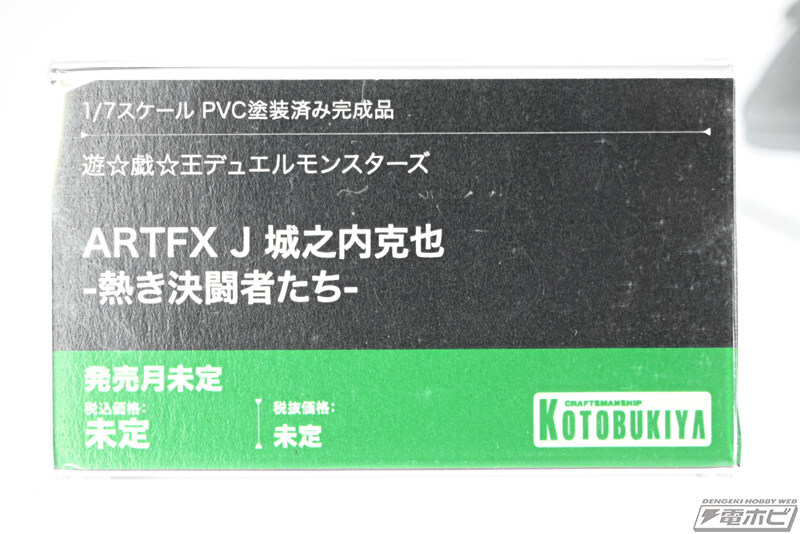 1/7スケール PVC塗装済み完成品
遊☆戯☆王デュエルモンスターズ
ARTFX J 城之内克也
-熱き決闘者たち-
発売月未定
税込価格:
未定
税抜価格:
未定
CRAFTSMANSHIP
KOTOBUKIYA
DENGEKI HOBBY WEB
電ホビ